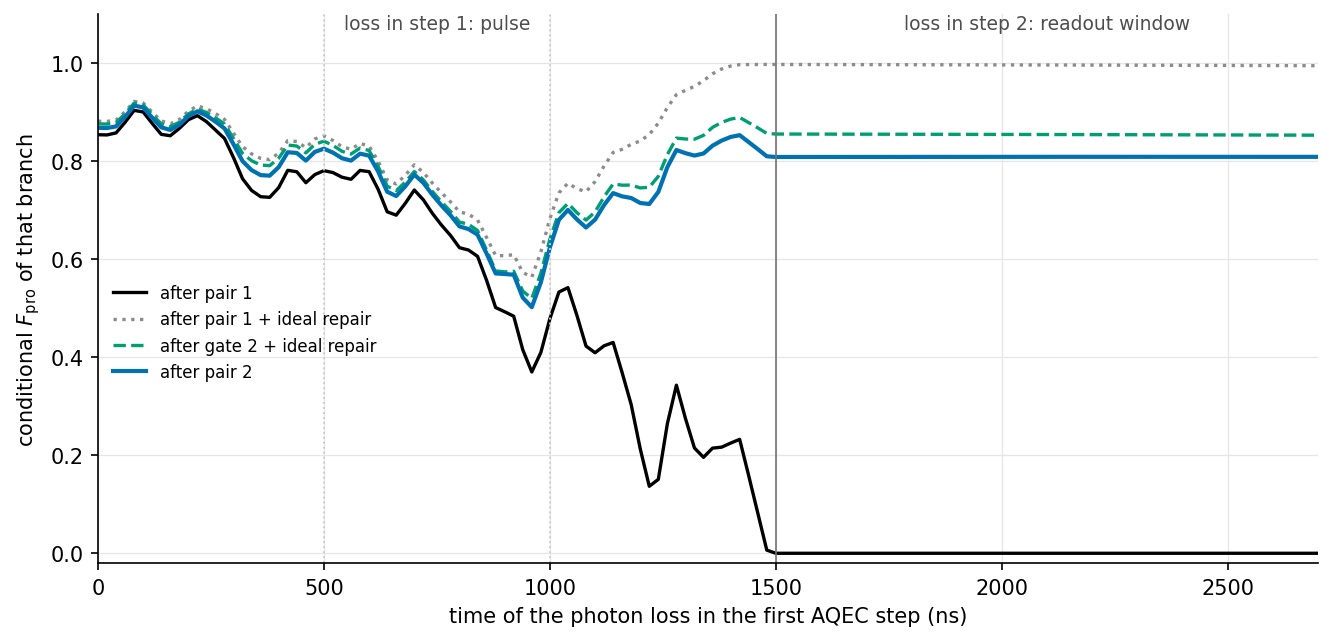 loss in step 1: pulse
loss in step 2: readout window
1.0
0.8
0.6
0.4
0.2
0.0
conditional Fpro of that branch
after pair 1
after pair 1 + ideal repair
after gate 2 + ideal repair
after pair 2
0 500 1000 1500 2000 2500
time of the photon loss in the first AQEC step (ns)